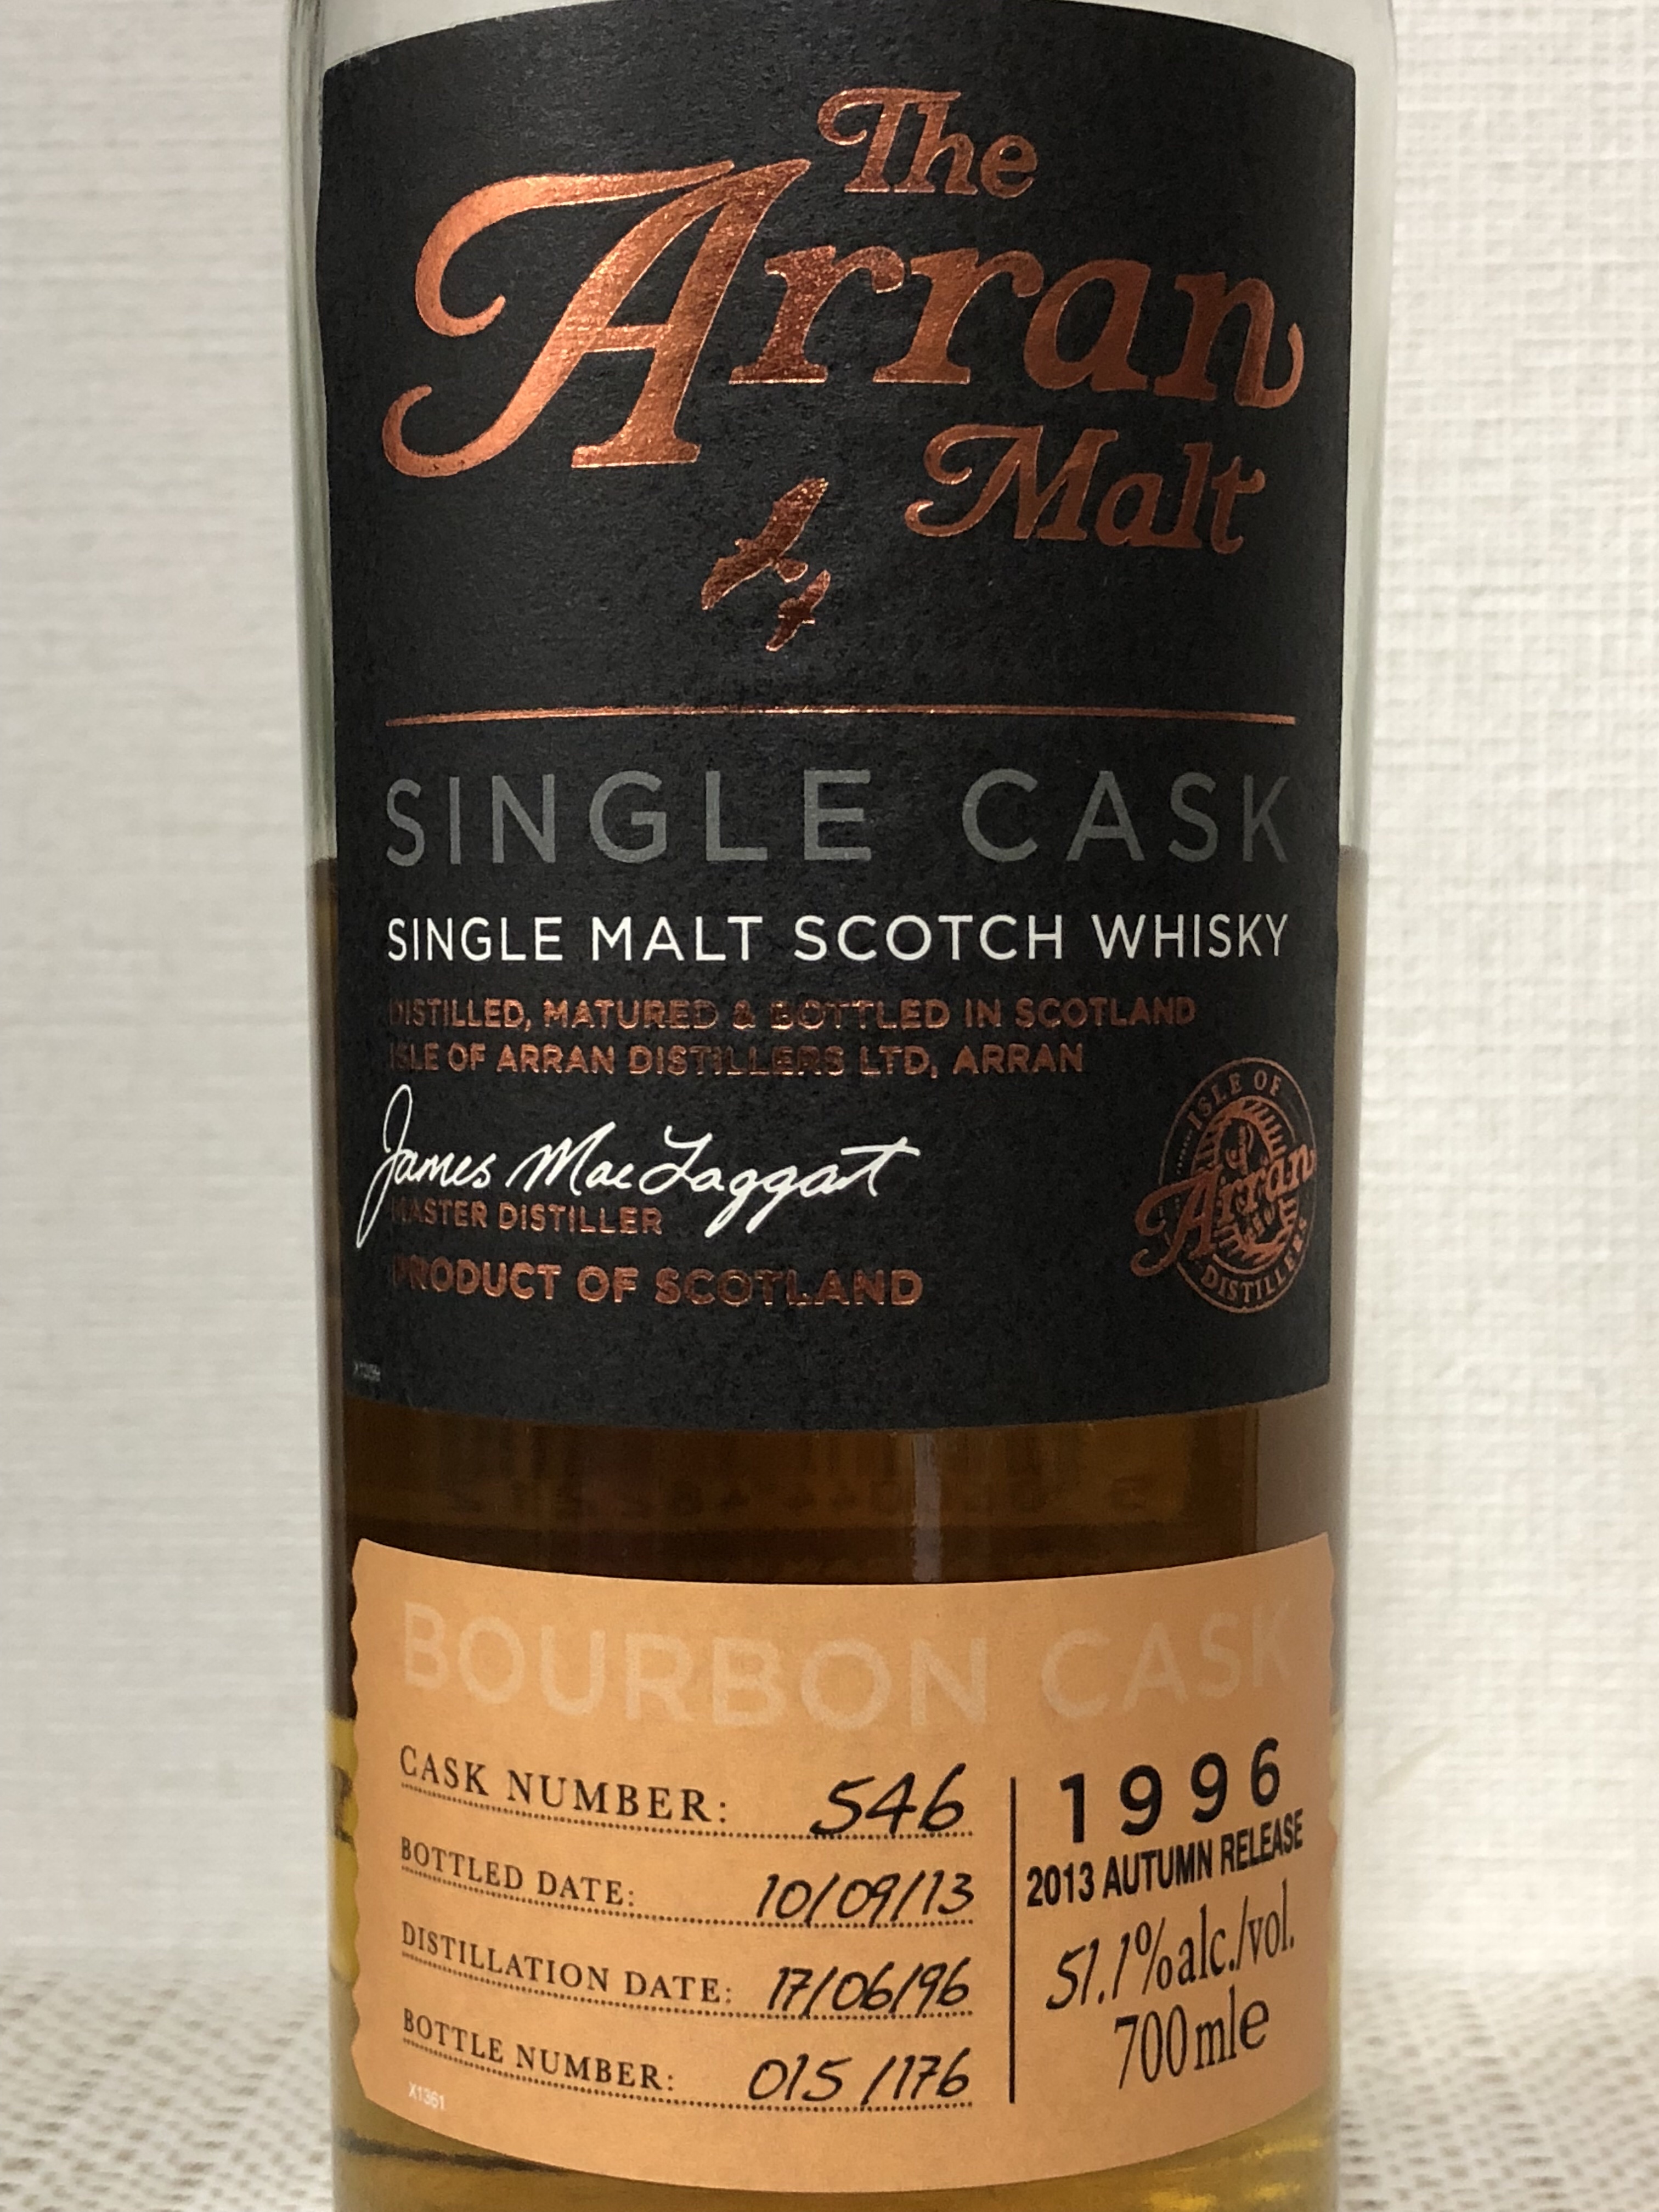 The
Arran
Malt
SINGLE CASK
SINGLE MALT SCOTCH WHISKY
DISTILLED, MATURED & BOTTLED IN SCOTLAND
ISLE OF ARRAN DISTILLERS LTD, ARRAN
James MacTaggart
MASTER DISTILLER
PRODUCT OF SCOTLAND
ISLE OF
Arran
DISTILLERS
BOURBON CASK
CASK NUMBER: 546
BOTTLED DATE: 10/09/13
DISTILLATION DATE: 17/06/96
BOTTLE NUMBER: 015/176
X1361
1996
2013 AUTUMN RELEASE
51.1%alc./vol.
700mle